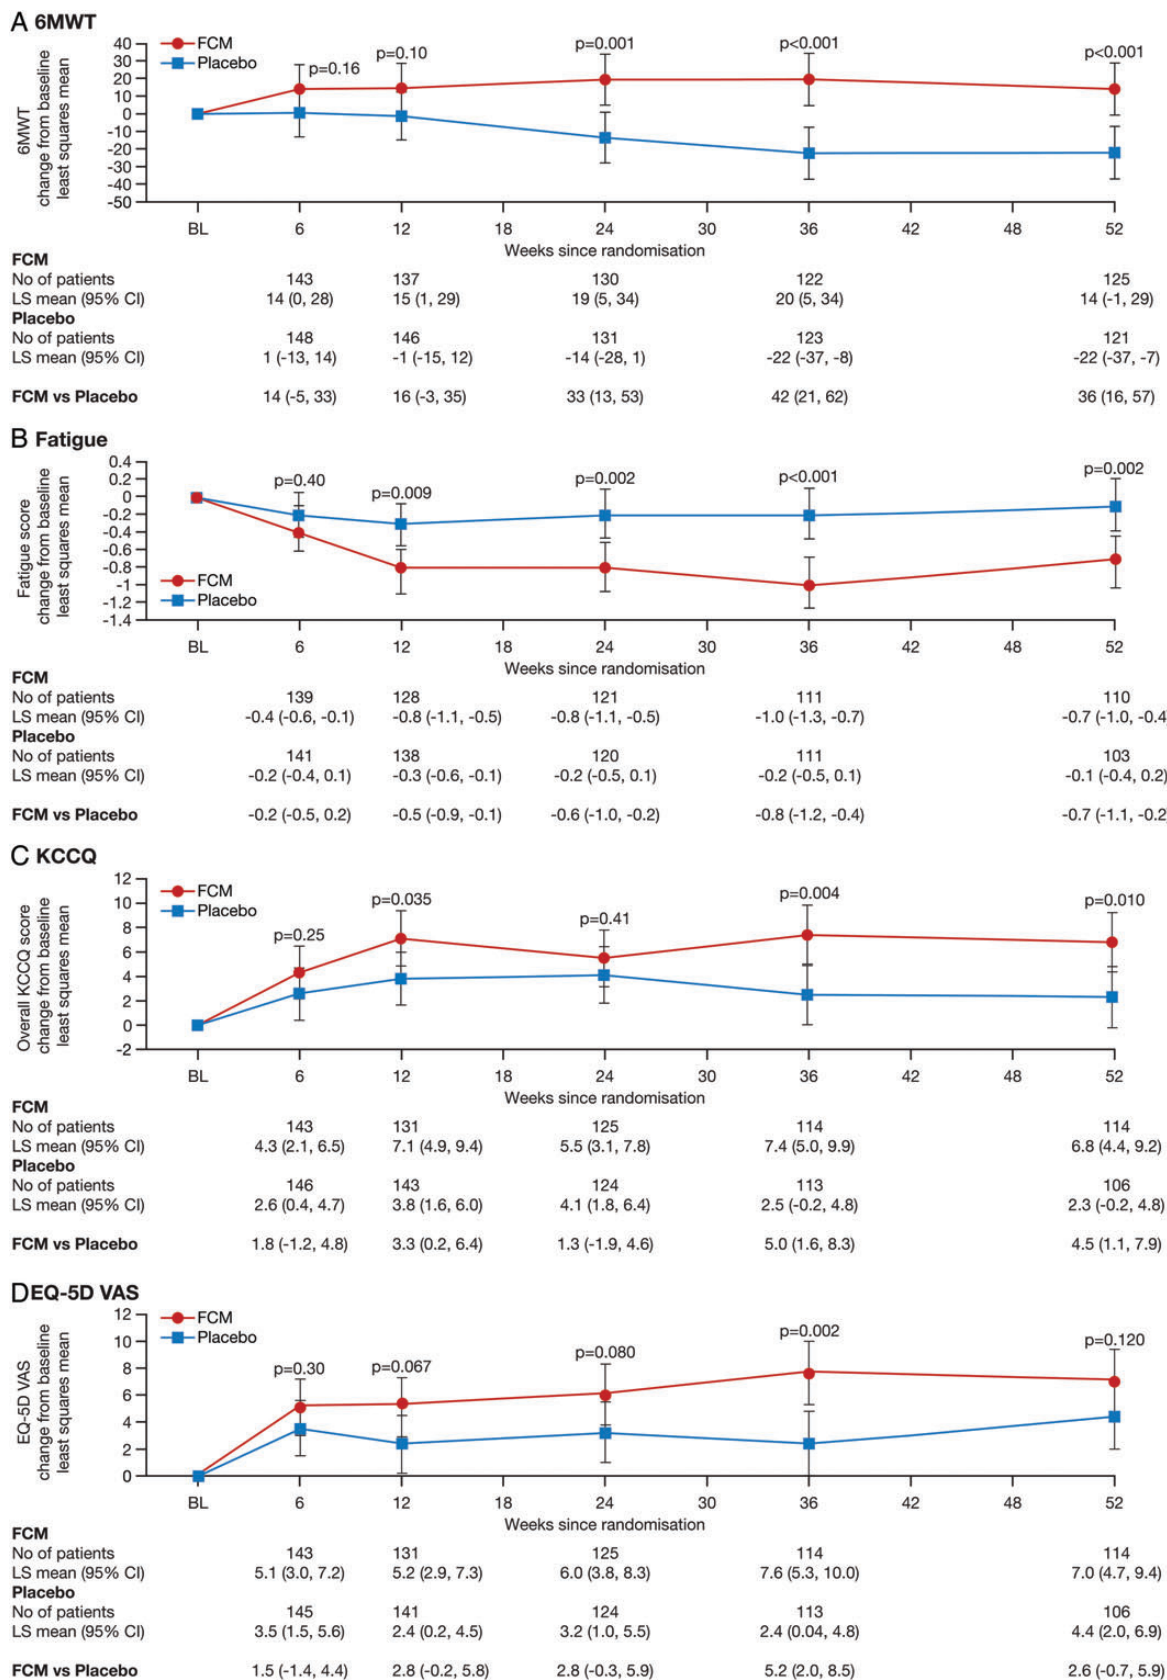 A 6MWT
FCM
Placebo
6MWT
change from baseline
least squares mean
40
30
20
10
0
-10
-20
-30
-40
-50
p=0.16
p=0.10
p=0.001
p<0.001
p<0.001
BL 6 12 18 24 30 36 42 48 52
Weeks since randomisation
FCM
No of patients 143 137 130 122 125
LS mean (95% CI) 14 (0, 28) 15 (1, 29) 19 (5, 34) 20 (5, 34) 14 (-1, 29)
Placebo
No of patients 148 146 131 123 121
LS mean (95% CI) 1 (-13, 14) -1 (-15, 12) -14 (-28, 1) -22 (-37, -8) -22 (-37, -7)
FCM vs Placebo 14 (-5, 33) 16 (-3, 35) 33 (13, 53) 42 (21, 62) 36 (16, 57)
B Fatigue
Fatigue score
change from baseline
least squares mean
0.4
0.2
0
-0.2
-0.4
-0.6
-0.8
-1
-1.2
-1.4
p=0.40
p=0.009
p=0.002
p<0.001
p=0.002
FCM
Placebo
BL 6 12 18 24 30 36 42 48 52
Weeks since randomisation
FCM
No of patients 139 128 121 111 110
LS mean (95% CI) -0.4 (-0.6, -0.1) -0.8 (-1.1, -0.5) -0.8 (-1.1, -0.5) -1.0 (-1.3, -0.7) -0.7 (-1.0, -0.4
Placebo
No of patients 141 138 120 111 103
LS mean (95% CI) -0.2 (-0.4, 0.1) -0.3 (-0.6, -0.1) -0.2 (-0.5, 0.1) -0.2 (-0.5, 0.1) -0.1 (-0.4, 0.2)
FCM vs Placebo -0.2 (-0.5, 0.2) -0.5 (-0.9, -0.1) -0.6 (-1.0, -0.2) -0.8 (-1.2, -0.4) -0.7 (-1.1, -0.2
C KCCQ
FCM
Placebo
Overall KCCQ score
change from baseline
least squares mean
12
10
8
6
4
2
0
-2
p=0.25
p=0.035
p=0.41
p=0.004
p=0.010
BL 6 12 18 24 30 36 42 48 52
Weeks since randomisation
FCM
No of patients 143 131 125 114 114
LS mean (95% CI) 4.3 (2.1, 6.5) 7.1 (4.9, 9.4) 5.5 (3.1, 7.8) 7.4 (5.0, 9.9) 6.8 (4.4, 9.2)
Placebo
No of patients 146 143 124 113 106
LS mean (95% CI) 2.6 (0.4, 4.7) 3.8 (1.6, 6.0) 4.1 (1.8, 6.4) 2.5 (-0.2, 4.8) 2.3 (-0.2, 4.8)
FCM vs Placebo 1.8 (-1.2, 4.8) 3.3 (0.2, 6.4) 1.3 (-1.9, 4.6) 5.0 (1.6, 8.3) 4.5 (1.1, 7.9)
D EQ-5D VAS
FCM
Placebo
EQ-5D VAS
change from baseline
least squares mean
12
10
8
6
4
2
0
p=0.30
p=0.067
p=0.080
p=0.002
p=0.120
BL 6 12 18 24 30 36 42 48 52
Weeks since randomisation
FCM
No of patients 143 131 125 114 114
LS mean (95% CI) 5.1 (3.0, 7.2) 5.2 (2.9, 7.3) 6.0 (3.8, 8.3) 7.6 (5.3, 10.0) 7.0 (4.7, 9.4)
Placebo
No of patients 145 141 124 113 106
LS mean (95% CI) 3.5 (1.5, 5.6) 2.4 (0.2, 4.5) 3.2 (1.0, 5.5) 2.4 (0.04, 4.8) 4.4 (2.0, 6.9)
FCM vs Placebo 1.5 (-1.4, 4.4) 2.8 (-0.2, 5.8) 2.8 (-0.3, 5.9) 5.2 (2.0, 8.5) 2.6 (-0.7, 5.9)